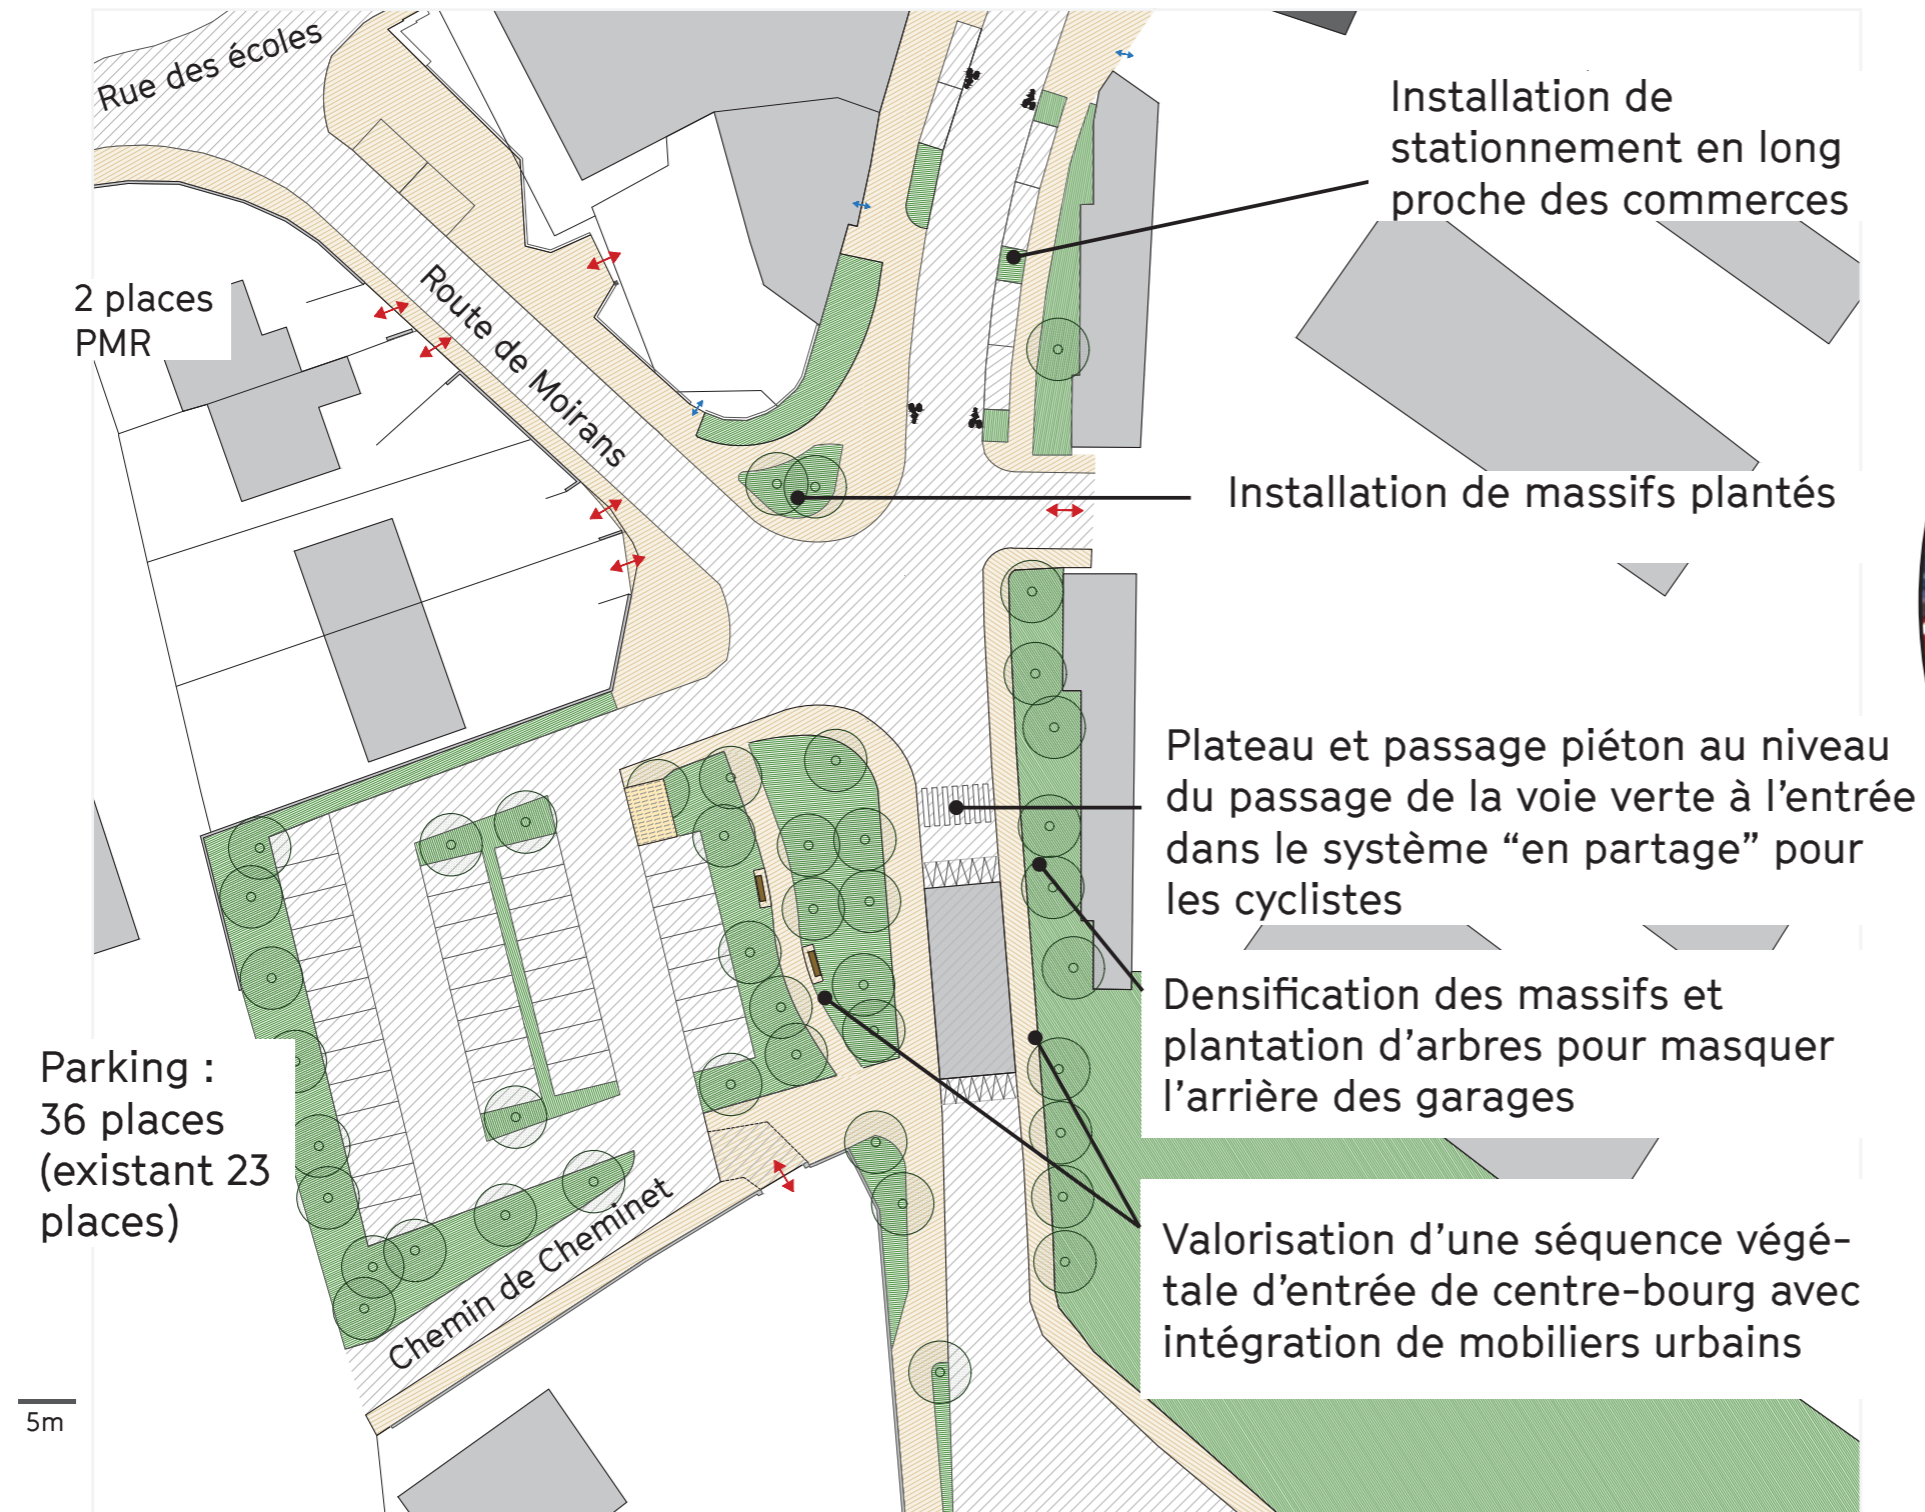 Rue des écoles
Installation de
stationnement en long
proche des commerces
2 places
PMR
Route de Moirans
Installation de massifs plantés
Plateau et passage piéton au niveau
du passage de la voie verte à l'entrée
dans le système “en partage” pour
les cyclistes
Densification des massifs et
plantation d'arbres pour masquer
l'arrière des garages
Parking :
36 places
(existant 23
places)
Valorisation d'une séquence végé-
tale d'entrée de centre-bourg avec
intégration de mobiliers urbains
Chemin de Cheminet
5m